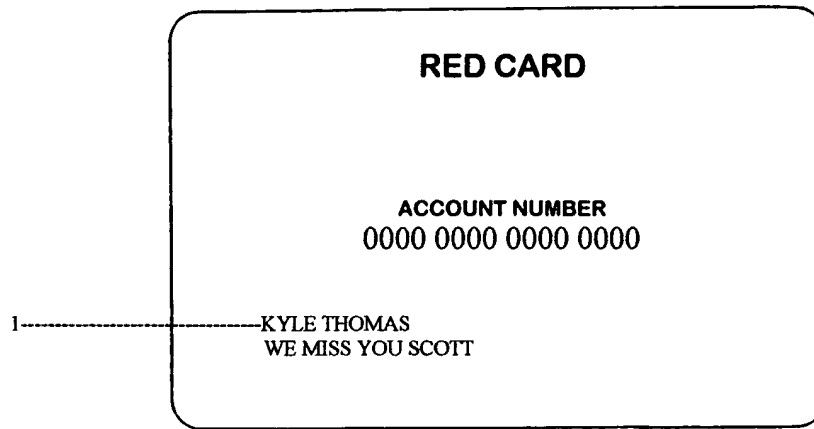 RED CARD
ACCOUNT NUMBER
0000 0000 0000 0000
1 KYLE THOMAS
WE MISS YOU SCOTT